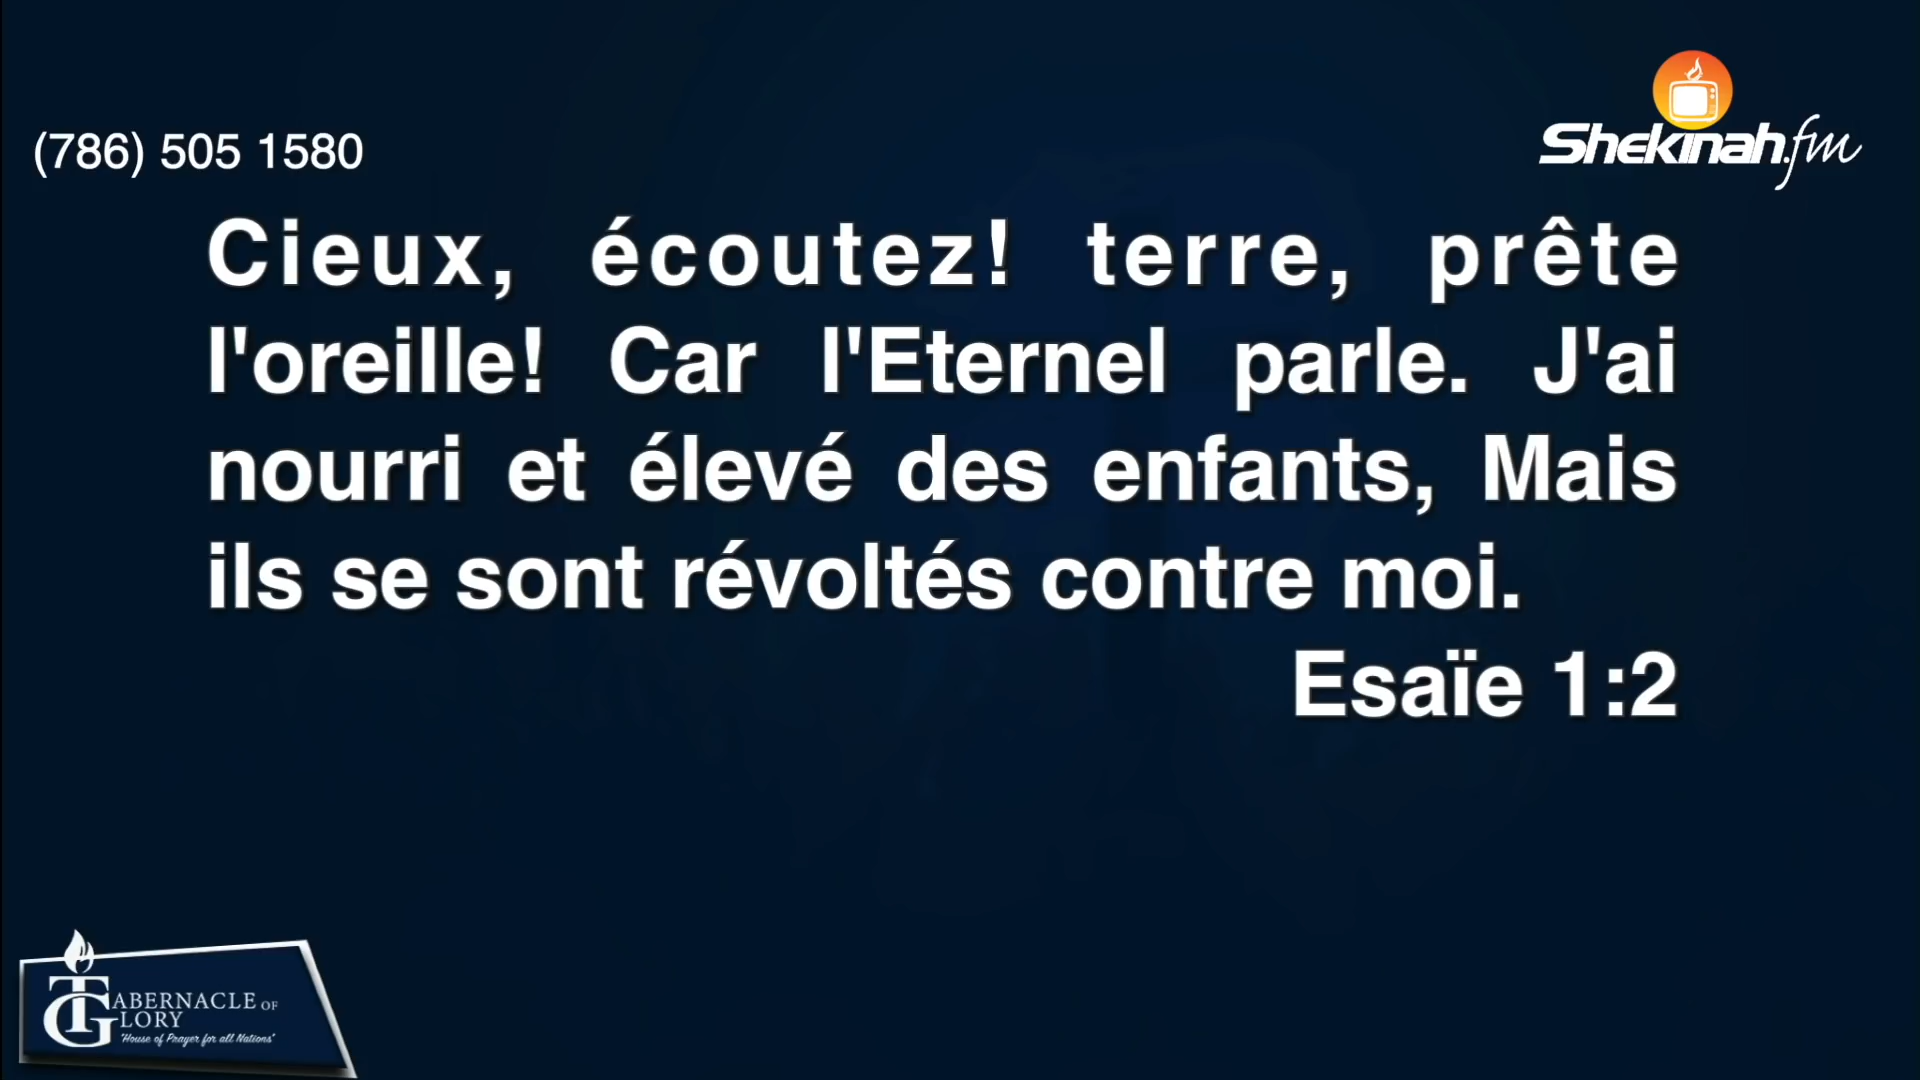 (786) 505 1580
Shekinah.fm
Cieux, écoutez! terre, prête
l'oreille! Car l'Eternel parle. J'ai
nourri et élevé des enfants, Mais
ils se sont révoltés contre moi.
Esaïe 1:2
TABERNACLE OF
GLORY
"House of Prayer for all Nations"